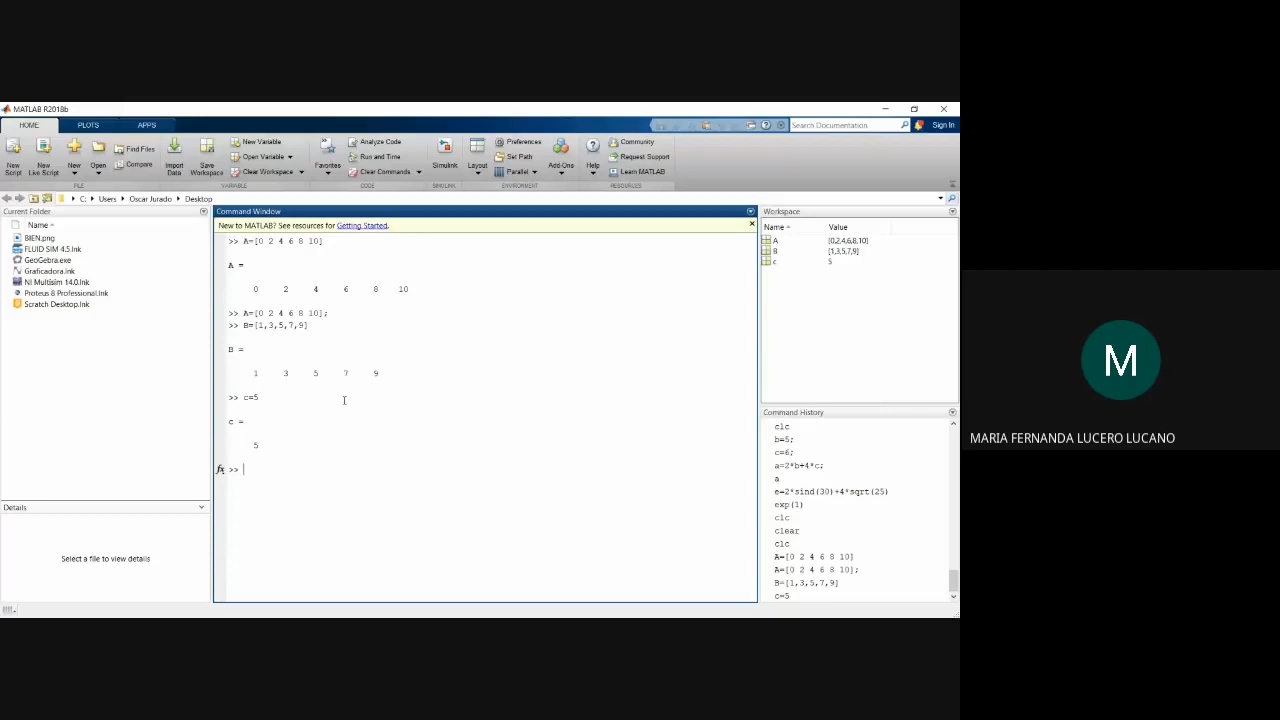 MATLAB R2018b
HOME PLOTS APPS
Search Documentation
Sign In
New Script
New Live Script
New
Open
Find Files
Compare
Import Data
Save Workspace
New Variable
Open Variable
Clear Workspace
Favorites
Analyze Code
Run and Time
Clear Commands
Simulink
Layout
Preferences
Set Path
Parallel
Add-Ons
Help
Community
Request Support
Learn MATLAB
FILE VARIABLE CODE SIMULINK ENVIRONMENT RESOURCES
C: Users Oscar Jurado Desktop
Current Folder
Name
BIEN.png
FLUID SIM 4.5.lnk
GeoGebra.exe
Graficadora.lnk
NI Multisim 14.0.lnk
Proteus 8 Professional.lnk
Scratch Desktop.lnk
Details
Select a file to view details
Command Window
New to MATLAB? See resources for Getting Started.
>> A=[0 2 4 6 8 10]
A =
0 2 4 6 8 10
>> A=[0 2 4 6 8 10];
>> B=[1,3,5,7,9]
B =
1 3 5 7 9
>> c=5
c =
5
fx >>
Workspace
Name Value
A [0,2,4,6,8,10]
B [1,3,5,7,9]
c 5
Command History
clc
b=5;
c=6;
a=2*b+4*c;
a
e=2*sind(30)+4*sqrt(25)
exp(1)
clc
clear
clc
A=[0 2 4 6 8 10]
A=[0 2 4 6 8 10];
B=[1,3,5,7,9]
c=5
M
MARIA FERNANDA LUCERO LUCANO